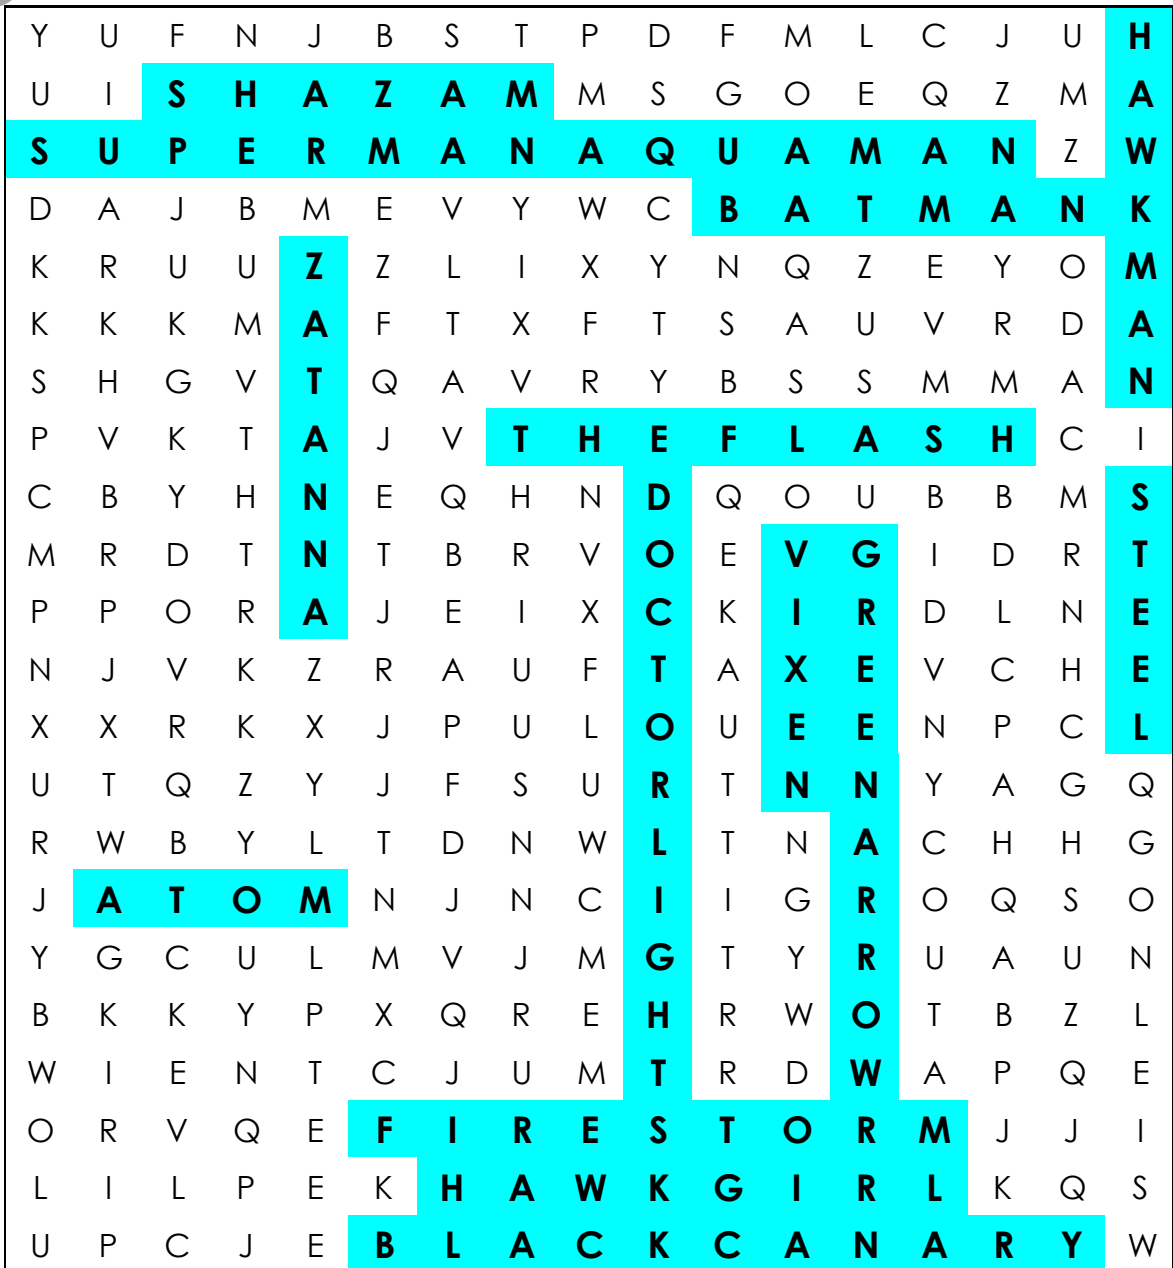 Y U F N J B S T P D F M L C J U H
U I S H A Z A M M S G O E Q Z M A
S U P E R M A N A Q U A M A N Z W
D A J B M E V Y W C B A T M A N K
K R U U Z Z L I X Y N Q Z E Y O M
K K K M A F T X F T S A U V R D A
S H G V T Q A V R Y B S S M M A N
P V K T A J V T H E F L A S H C I
C B Y H N E Q H N D Q O U B B M S
M R D T N T B R V O E V G I D R T
P P O R A J E I X C K I R D L N E
N J V K Z R A U F T A X E V C H E
X X R K X J P U L O U E E N P C L
U T Q Z Y J F S U R T N N Y A G Q
R W B Y L T D N W L T N A C H H G
J A T O M N J N C I I G R O Q S O
Y G C U L M V J M G T Y R U A U N
B K K Y P X Q R E H R W O T B Z L
W I E N T C J U M T R D W A P Q E
O R V Q E F I R E S T O R M J J I
L I L P E K H A W K G I R L K Q S
U P C J E B L A C K C A N A R Y W